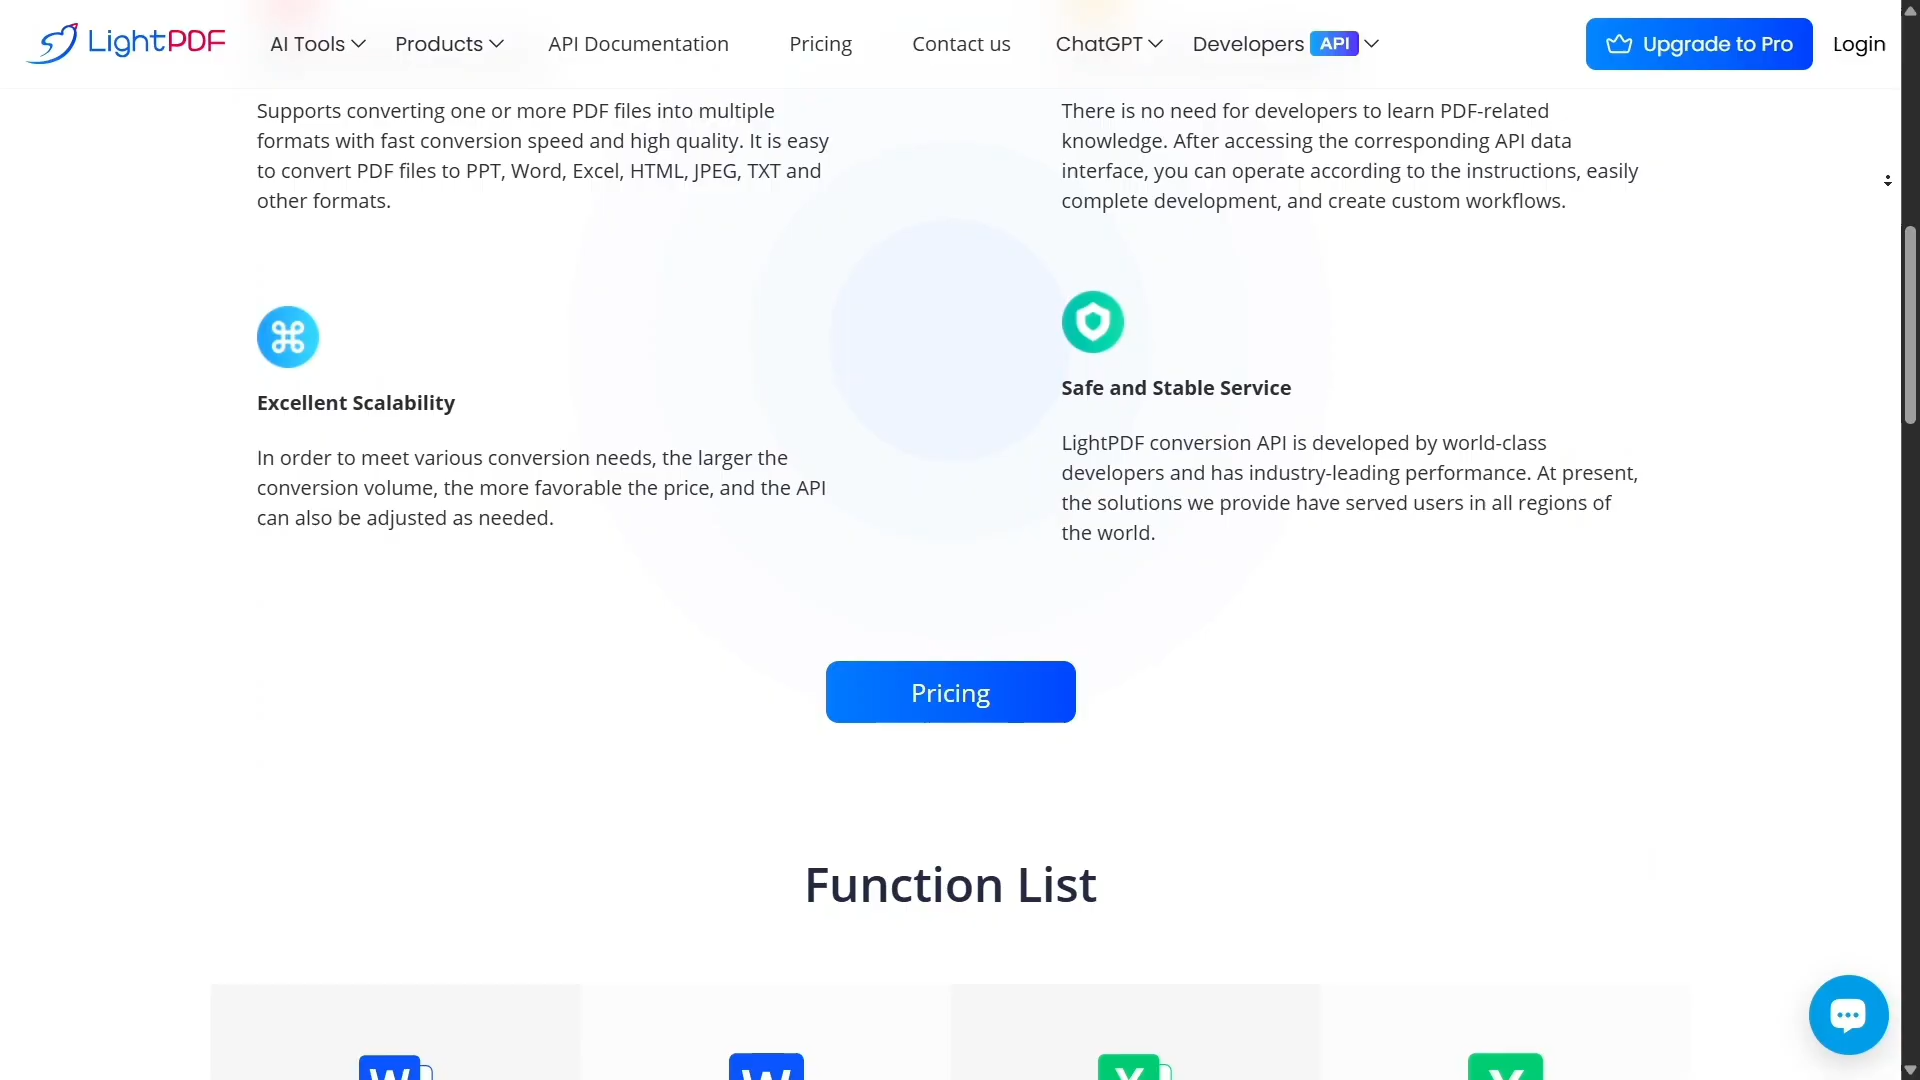 LightPDF
AI Tools
Products
API Documentation
Pricing
Contact us
ChatGPT
Developers API
Upgrade to Pro
Login
Supports converting one or more PDF files into multiple
formats with fast conversion speed and high quality. It is easy
to convert PDF files to PPT, Word, Excel, HTML, JPEG, TXT and
other formats.
There is no need for developers to learn PDF-related
knowledge. After accessing the corresponding API data
interface, you can operate according to the instructions, easily
complete development, and create custom workflows.
Excellent Scalability
In order to meet various conversion needs, the larger the
conversion volume, the more favorable the price, and the API
can also be adjusted as needed.
Safe and Stable Service
LightPDF conversion API is developed by world-class
developers and has industry-leading performance. At present,
the solutions we provide have served users in all regions of
the world.
Pricing
Function List
W
W
X
X